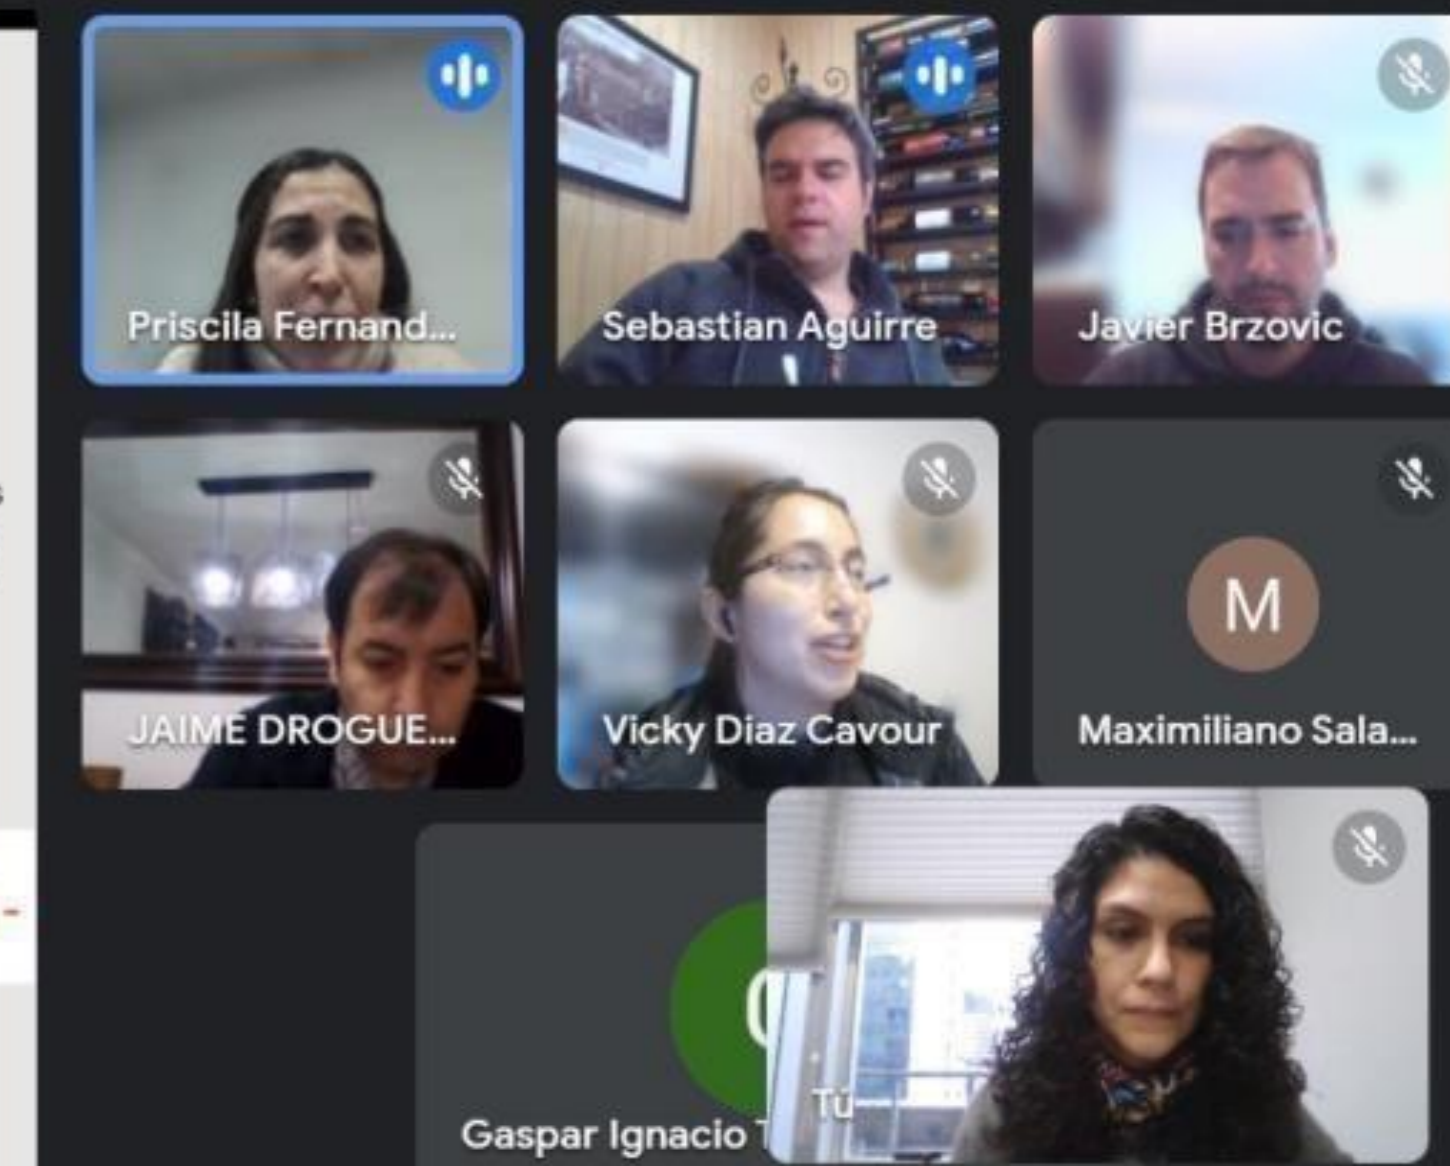 Priscila Fernand...
Sebastian Aguirre
Javier Brzovic
JAIME DROGUE...
Vicky Diaz Cavour
M
Maximiliano Sala...
Gaspar Ignacio
Tú